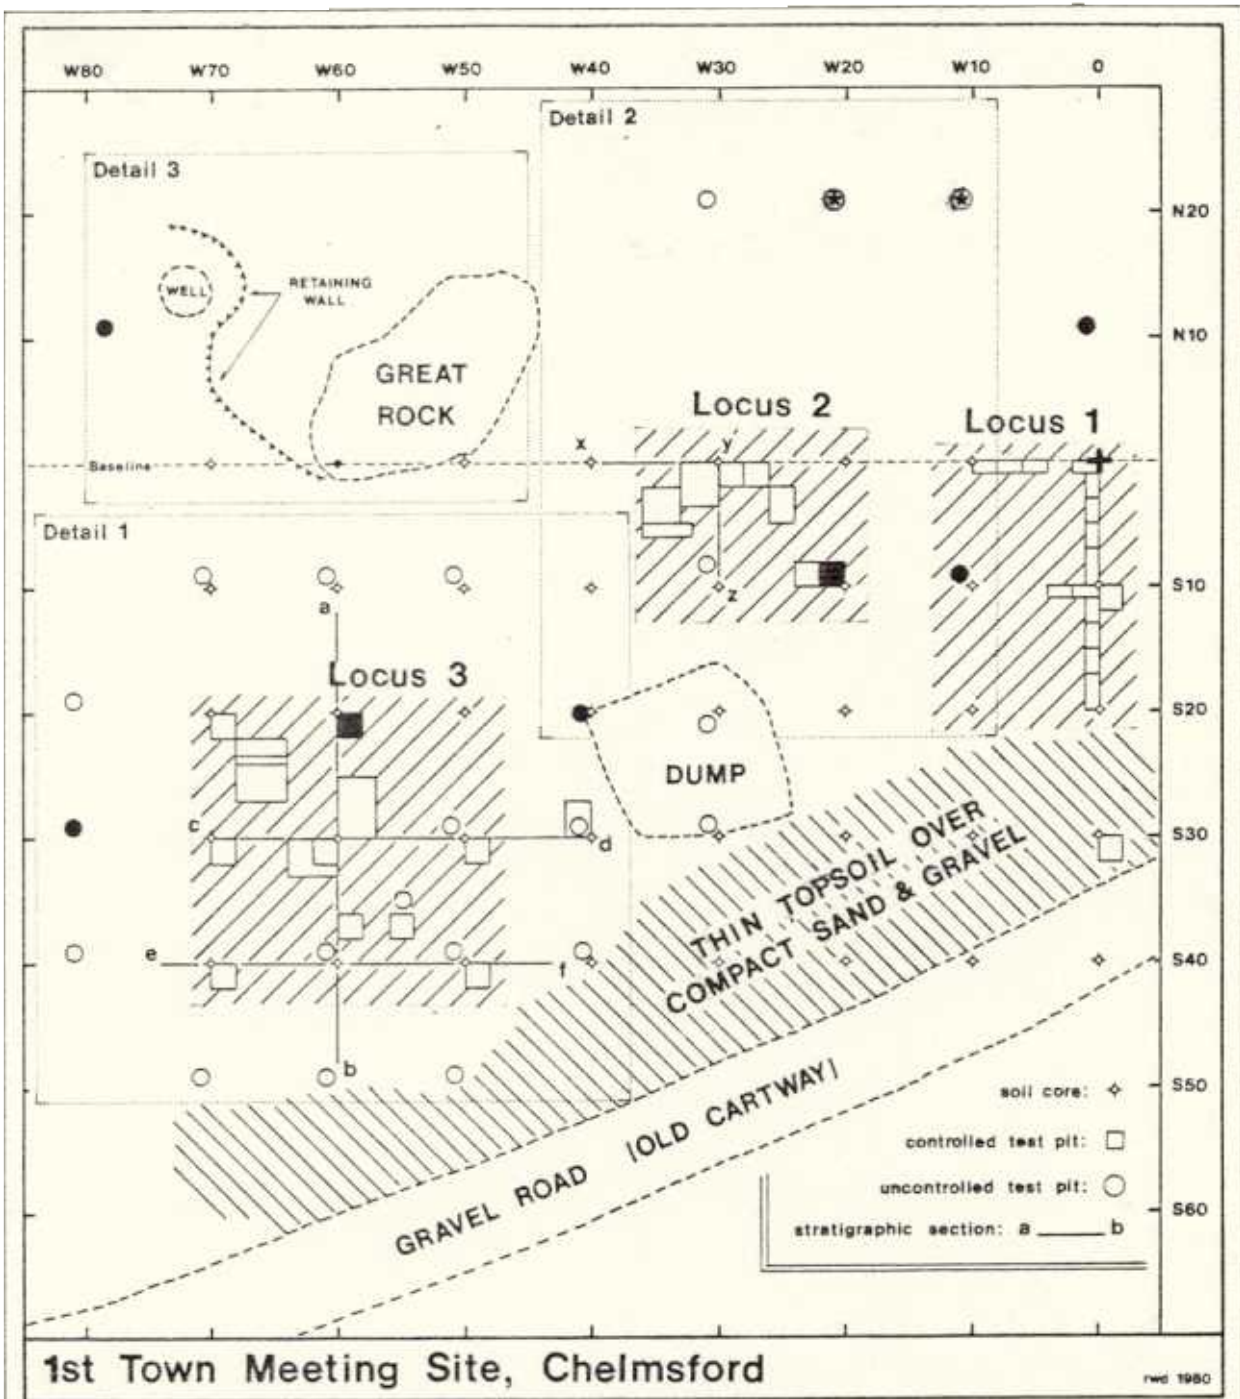 W80 W70 W60 W50 W40 W30 W20 W10 0
Detail 2
Detail 3
N20
WELL
RETAINING
WALL
N10
GREAT
ROCK
Locus 2
Locus 1
x
y
Baseline
Detail 1
z
S10
a
Locus 3
S20
DUMP
c
d
S30
THIN TOPSOIL OVER
COMPACT SAND & GRAVEL
e
f
S40
b
S50
GRAVEL ROAD |OLD CARTWAY|
soil core:
controlled test pit:
uncontrolled test pit:
S60
stratigraphic section: a b
1st Town Meeting Site, Chelmsford
rwd 1980